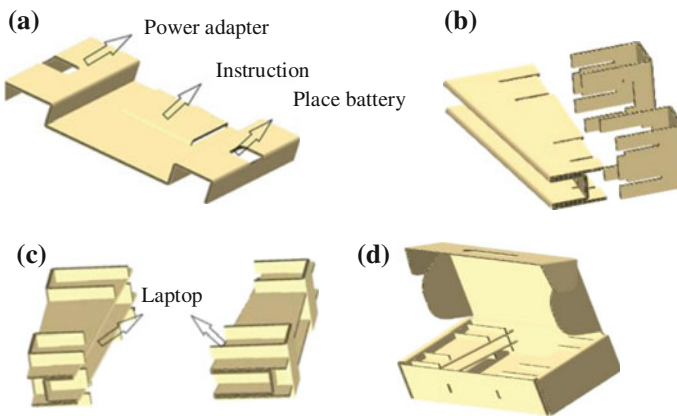 (a)
Power adapter
Instruction
Place battery
(b)
(c)
Laptop
(d)